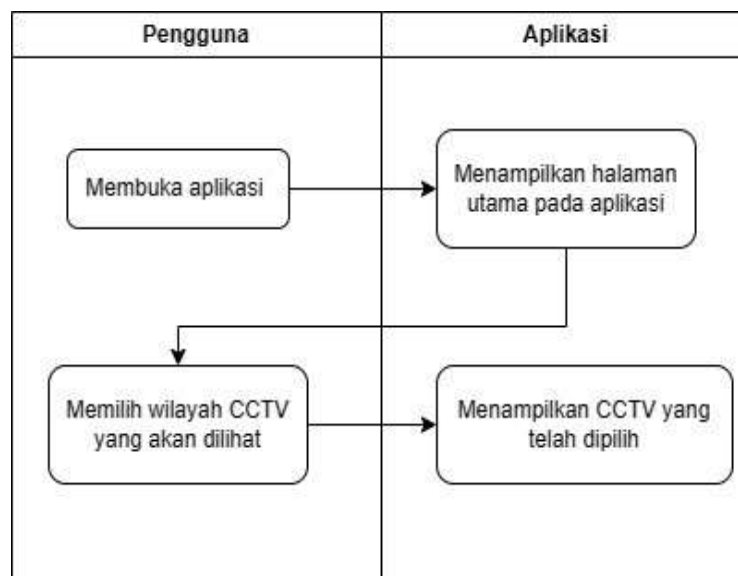 Pengguna
Aplikasi
Membuka aplikasi
Menampilkan halaman
utama pada aplikasi
Memilih wilayah CCTV
yang akan dilihat
Menampilkan CCTV yang
telah dipilih